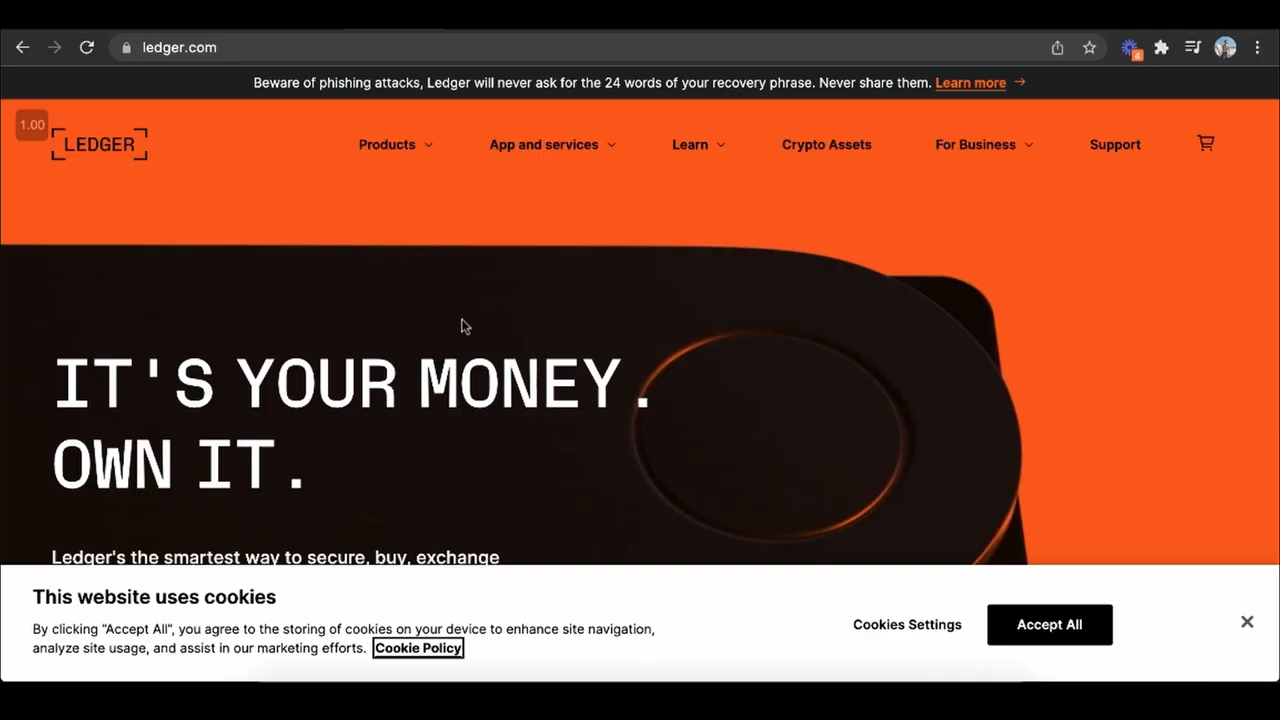 ledger.com
4
Beware of phishing attacks, Ledger will never ask for the 24 words of your recovery phrase. Never share them. Learn more →
1.00
LEDGER
Products
App and services
Learn
Crypto Assets
For Business
Support
IT'S YOUR MONEY.
OWN IT.
Ledger's the smartest way to secure, buy, exchange
This website uses cookies
By clicking “Accept All”, you agree to the storing of cookies on your device to enhance site navigation,
analyze site usage, and assist in our marketing efforts. Cookie Policy
Cookies Settings
Accept All